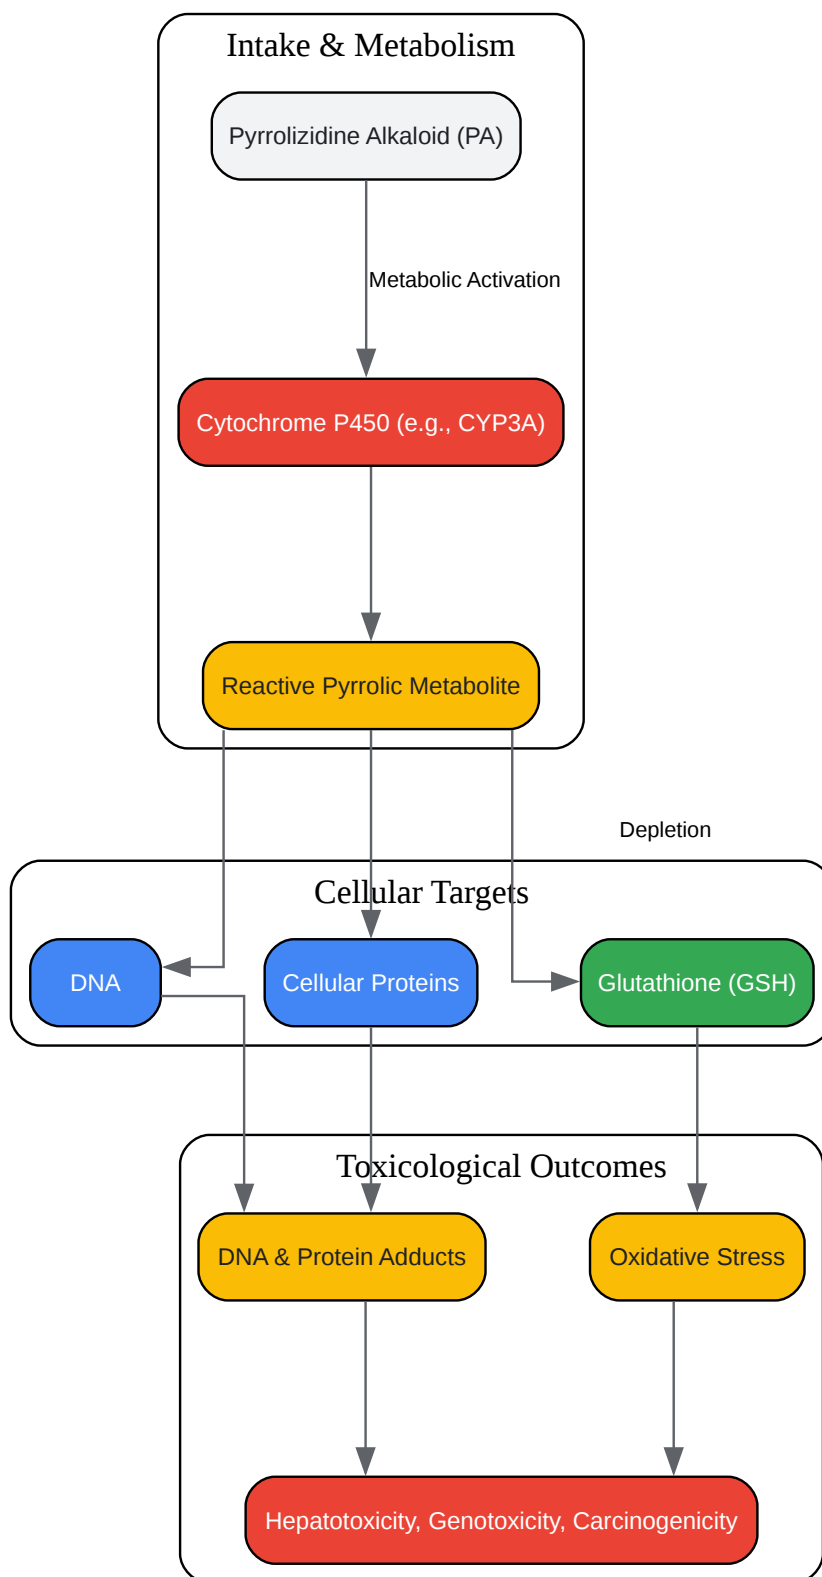 Intake & Metabolism
Pyrrolizidine Alkaloid (PA)
Metabolic Activation
Cytochrome P450 (e.g., CYP3A)
Reactive Pyrrolic Metabolite
Depletion
Cellular Targets
DNA
Cellular Proteins
Glutathione (GSH)
Toxicological Outcomes
DNA & Protein Adducts
Oxidative Stress
Hepatotoxicity, Genotoxicity, Carcinogenicity